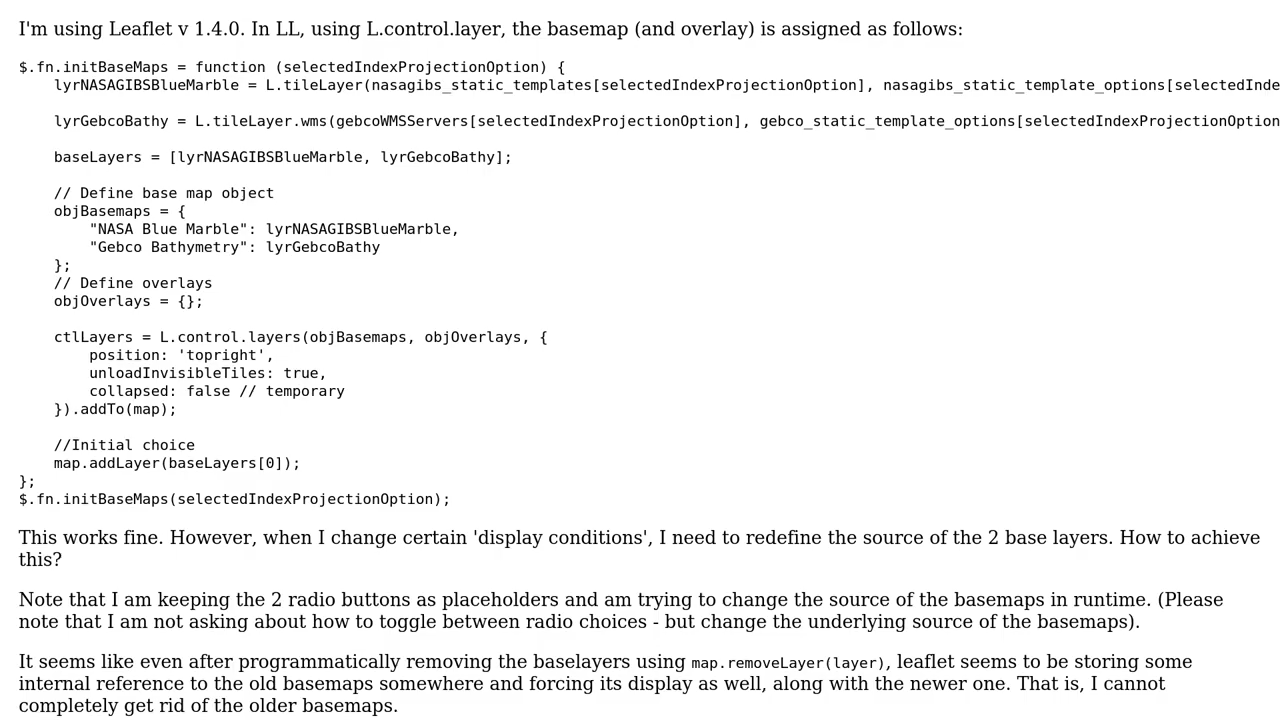 I'm using Leaflet v 1.4.0. In LL, using L.control.layer, the basemap (and overlay) is assigned as follows:
$.fn.initBaseMaps = function (selectedIndexProjectionOption) {
    lyrNASAGIBSBlueMarble = L.tileLayer(nasagibs_static_templates[selectedIndexProjectionOption], nasagibs_static_template_options[selectedInde
    lyrGebcoBathy = L.tileLayer.wms(gebcoWMSServers[selectedIndexProjectionOption], gebco_static_template_options[selectedIndexProjectionOption
    baseLayers = [lyrNASAGIBSBlueMarble, lyrGebcoBathy];
    // Define base map object
    objBasemaps = {
        "NASA Blue Marble": lyrNASAGIBSBlueMarble,
        "Gebco Bathymetry": lyrGebcoBathy
    };
    // Define overlays
    objOverlays = {};
    ctlLayers = L.control.layers(objBasemaps, objOverlays, {
        position: 'topright',
        unloadInvisibleTiles: true,
        collapsed: false // temporary
    }).addTo(map);
    //Initial choice
    map.addLayer(baseLayers[0]);
};
$.fn.initBaseMaps(selectedIndexProjectionOption);
This works fine. However, when I change certain 'display conditions', I need to redefine the source of the 2 base layers. How to achieve
this?
Note that I am keeping the 2 radio buttons as placeholders and am trying to change the source of the basemaps in runtime. (Please
note that I am not asking about how to toggle between radio choices - but change the underlying source of the basemaps).
It seems like even after programmatically removing the baselayers using map.removeLayer(layer), leaflet seems to be storing some
internal reference to the old basemaps somewhere and forcing its display as well, along with the newer one. That is, I cannot
completely get rid of the older basemaps.